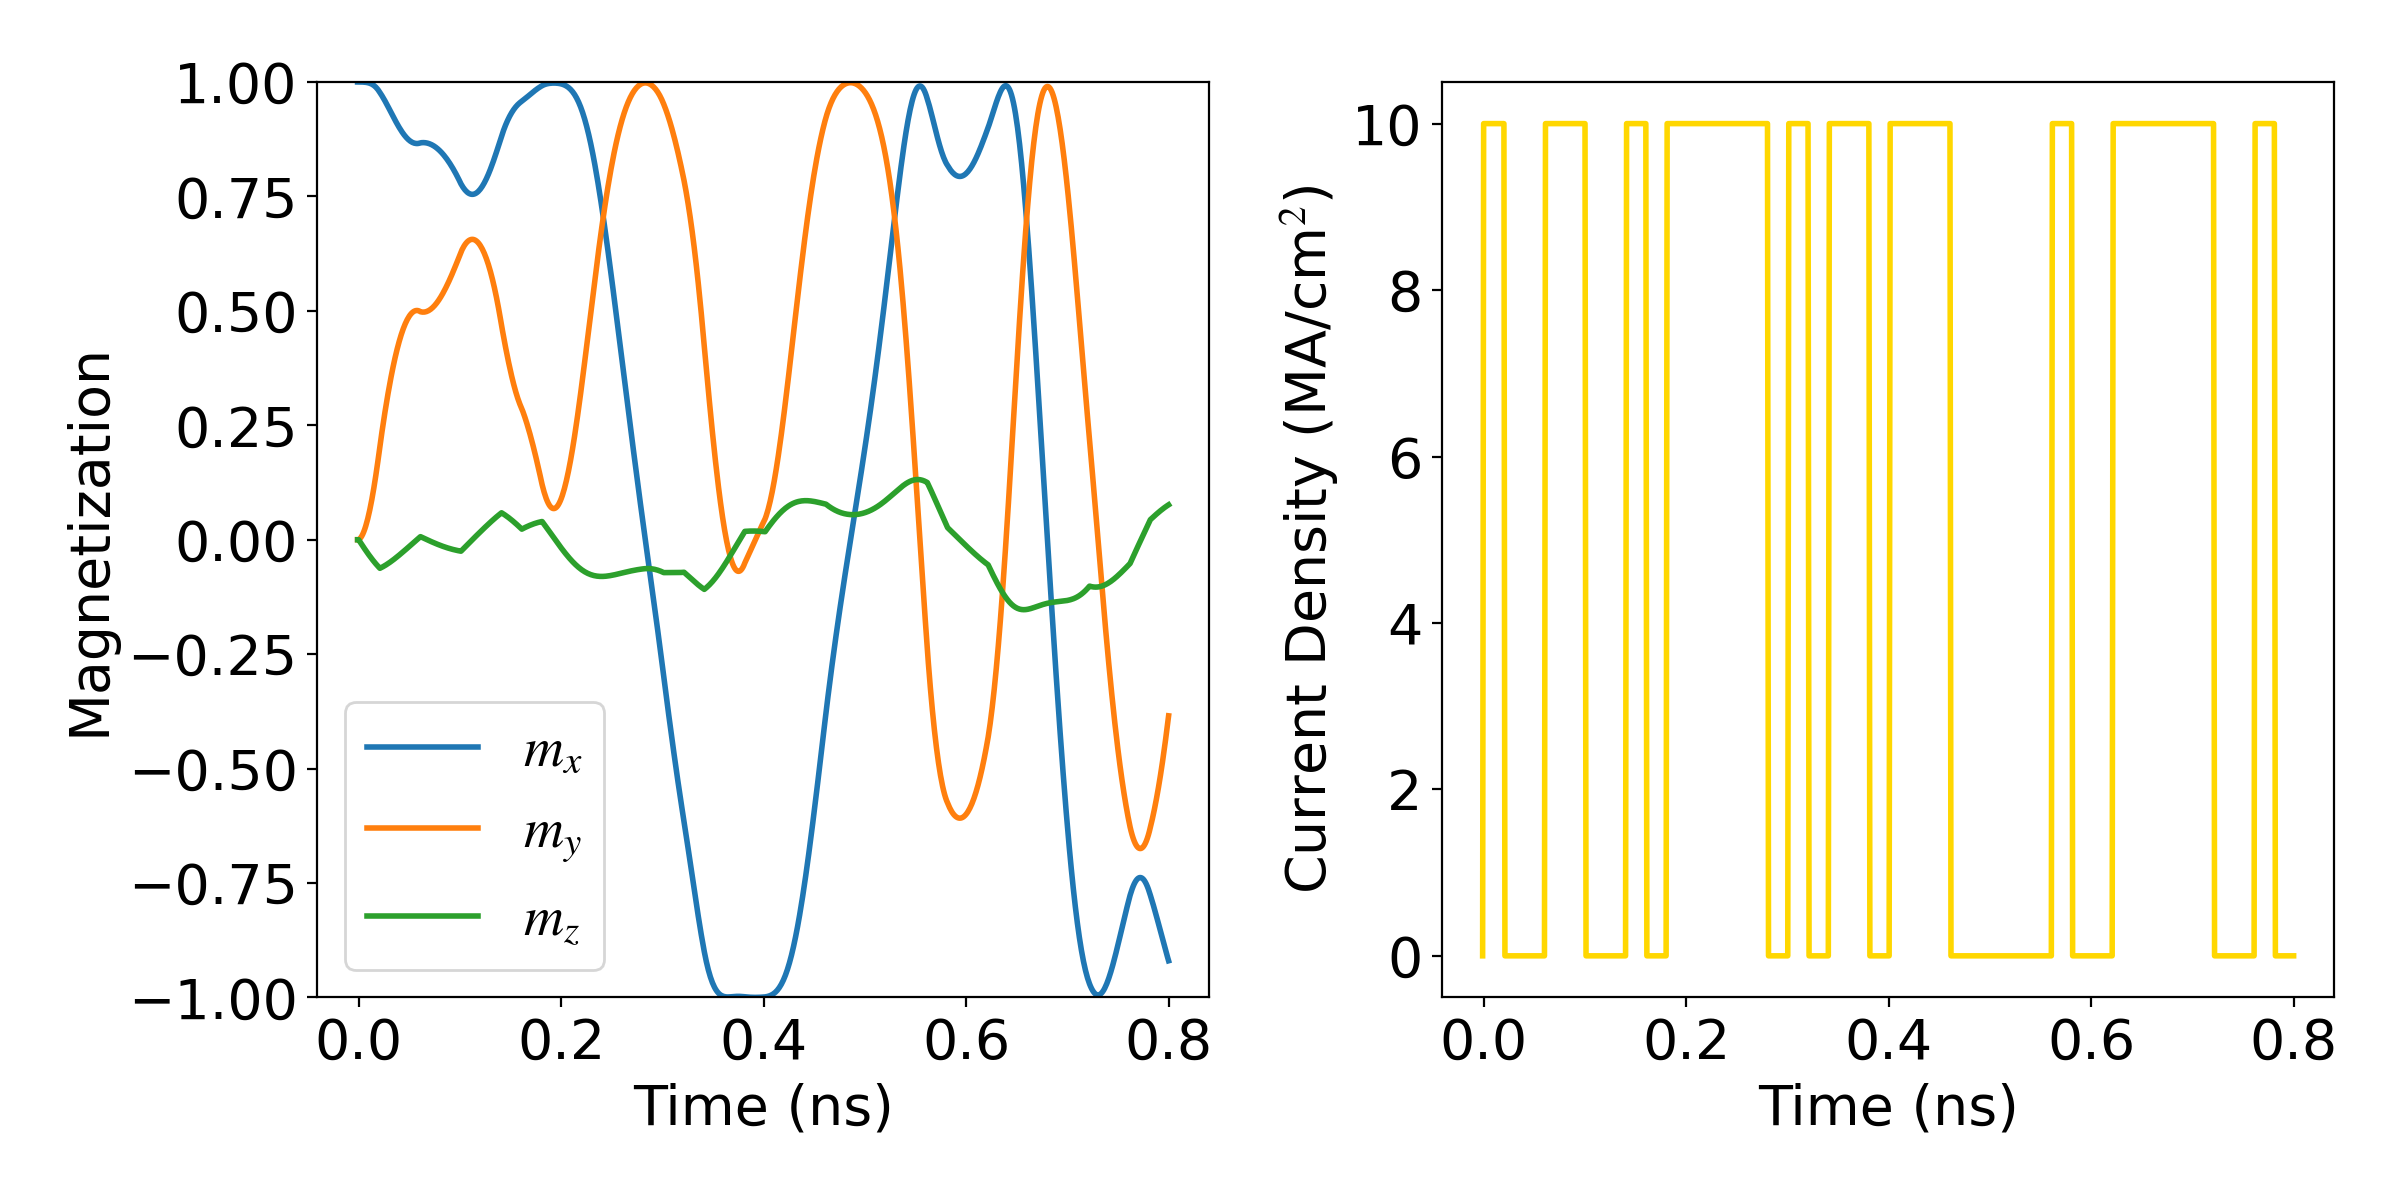 1.00
0.75
0.50
0.25
0.00
−0.25
−0.50
−0.75
−1.00
Magnetization
m_x
m_y
m_z
0.0 0.2 0.4 0.6 0.8
Time (ns)
10
8
6
4
2
0
Current Density (MA/cm²)
0.0 0.2 0.4 0.6 0.8
Time (ns)